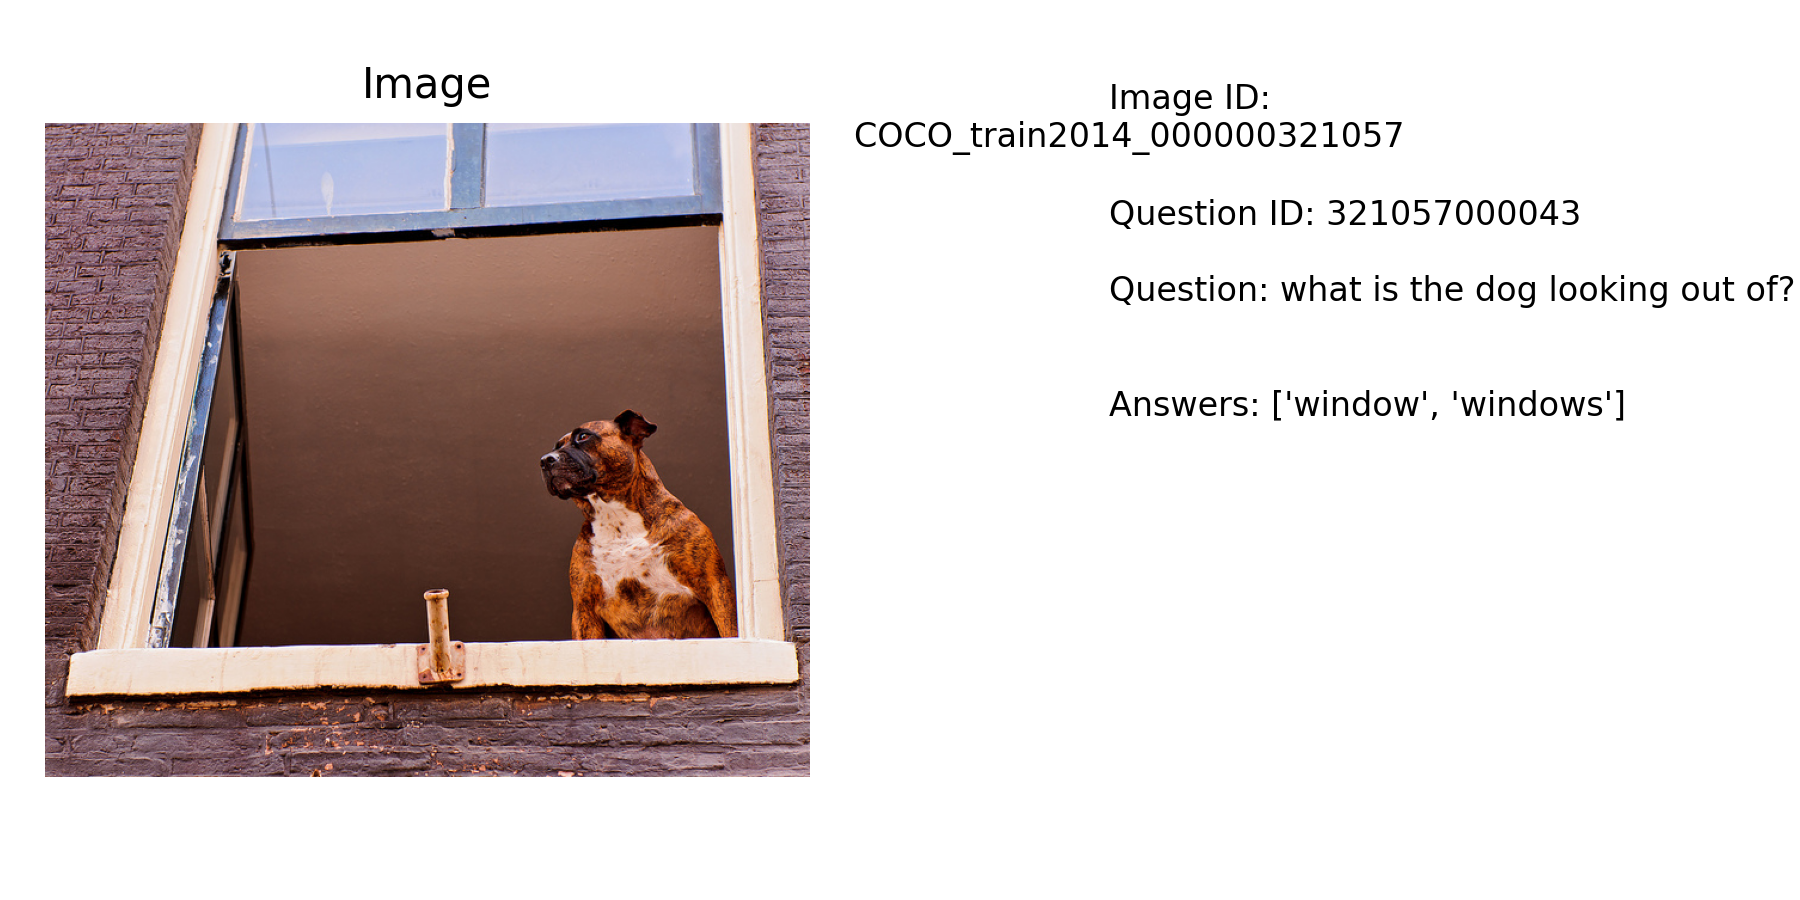 Image
Image ID:
COCO_train2014_000000321057
Question ID: 321057000043
Question: what is the dog looking out of?
Answers: ['window', 'windows']